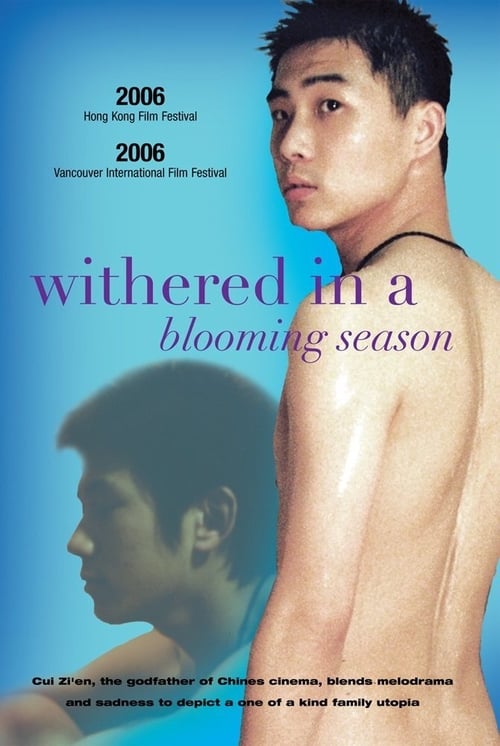 2006
Hong Kong Film Festival
2006
Vancouver International Film Festival
withered in a
blooming season
Cui Zi'en, the godfather of Chines cinema, blends melodrama
and sadness to depict a one of a kind family utopia